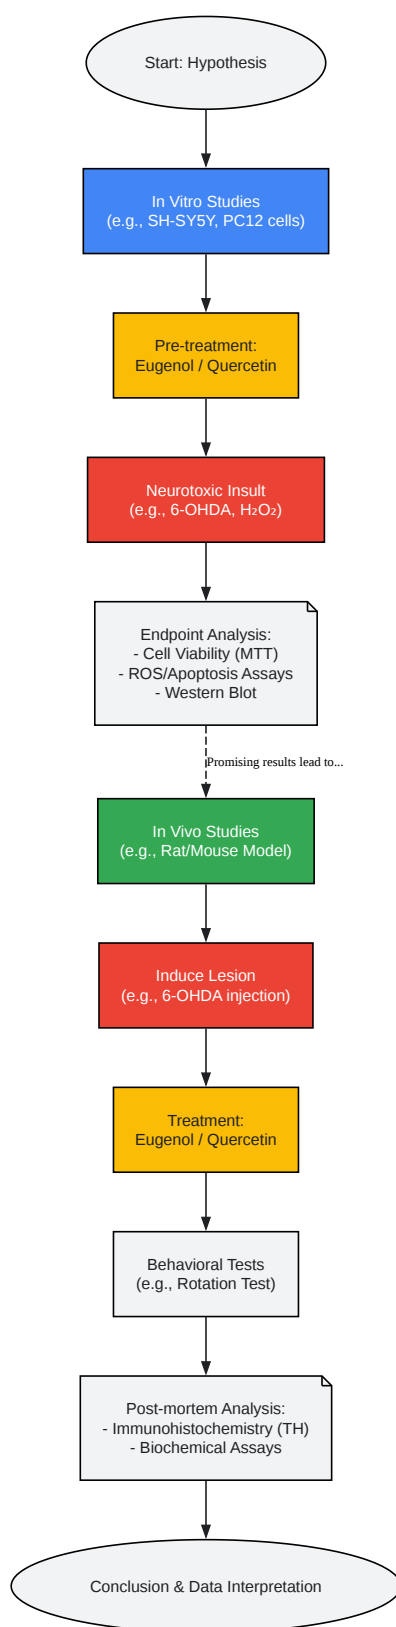 Start: Hypothesis
In Vitro Studies
(e.g., SH-SY5Y, PC12 cells)
Pre-treatment:
Eugenol / Quercetin
Neurotoxic Insult
(e.g., 6-OHDA, H₂O₂)
Endpoint Analysis:
- Cell Viability (MTT)
- ROS/Apoptosis Assays
- Western Blot
Promising results lead to...
In Vivo Studies
(e.g., Rat/Mouse Model)
Induce Lesion
(e.g., 6-OHDA injection)
Treatment:
Eugenol / Quercetin
Behavioral Tests
(e.g., Rotation Test)
Post-mortem Analysis:
- Immunohistochemistry (TH)
- Biochemical Assays
Conclusion & Data Interpretation